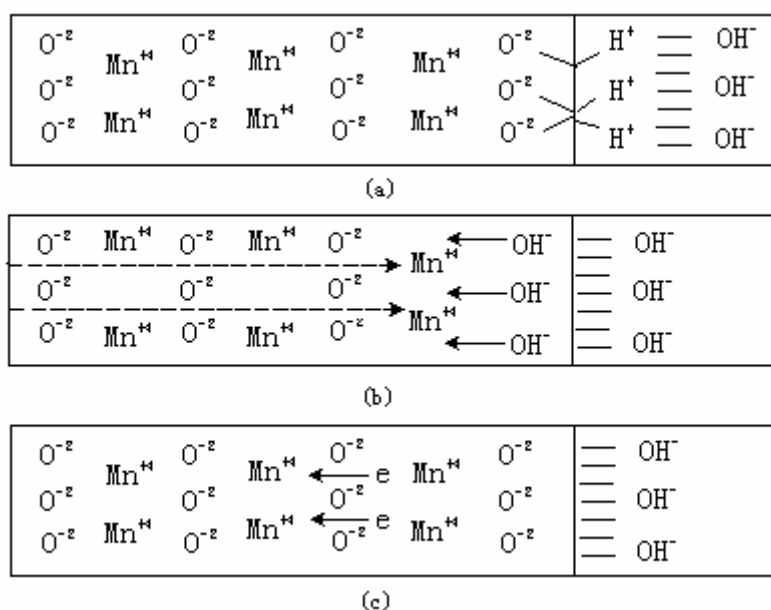 O⁻² O⁻² O⁻² O⁻² H⁺ OH⁻
Mn⁺⁴ Mn⁺⁴ Mn⁺⁴
O⁻² O⁻² O⁻² O⁻² H⁺ OH⁻
Mn⁺⁴ Mn⁺⁴ Mn⁺⁴
O⁻² O⁻² O⁻² O⁻² H⁺ OH⁻
(a)
O⁻² Mn⁺⁴ O⁻² Mn⁺⁴ O⁻² OH⁻ OH⁻
Mn⁺⁴
O⁻² O⁻² O⁻² OH⁻ OH⁻
Mn⁺⁴
O⁻² Mn⁺⁴ O⁻² Mn⁺⁴ O⁻² OH⁻ OH⁻
(b)
O⁻² O⁻² O⁻² O⁻² OH⁻
Mn⁺⁴ Mn⁺⁴ e Mn⁺⁴
O⁻² O⁻² O⁻² O⁻² OH⁻
Mn⁺⁴ Mn⁺⁴ e Mn⁺⁴
O⁻² O⁻² O⁻² O⁻² OH⁻
(c)